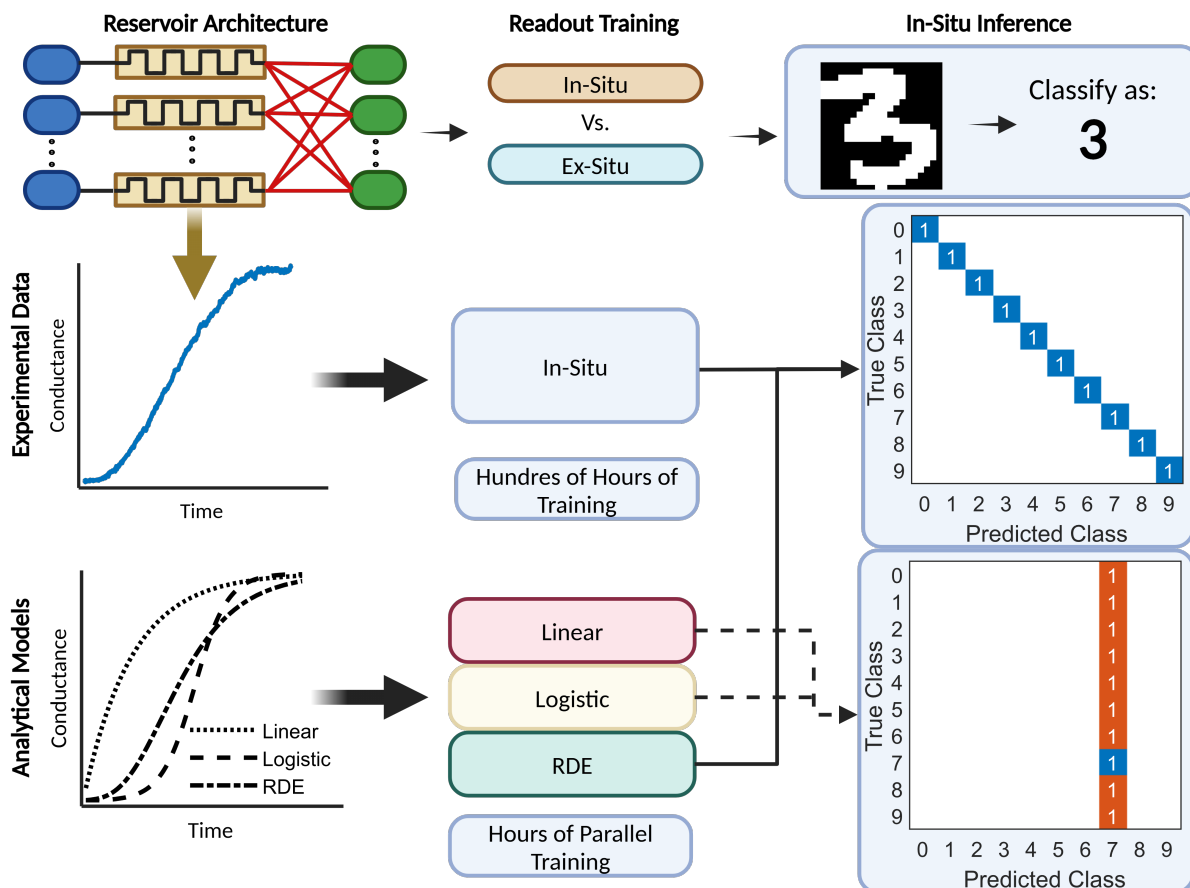 Reservoir Architecture
Readout Training
In-Situ Inference
In-Situ
Vs.
Ex-Situ
Classify as:
3
Experimental Data
Conductance
Time
In-Situ
Hundres of Hours of
Training
True Class
0 1
1 1
2 1
3 1
4 1
5 1
6 1
7 1
8 1
9 1
0 1 2 3 4 5 6 7 8 9
Predicted Class
Analytical Models
Conductance
Linear
Logistic
RDE
Time
Linear
Logistic
RDE
Hours of Parallel
Training
True Class
0 1
1 1
2 1
3 1
4 1
5 1
6 1
7 1
8 1
9 1
0 1 2 3 4 5 6 7 8 9
Predicted Class